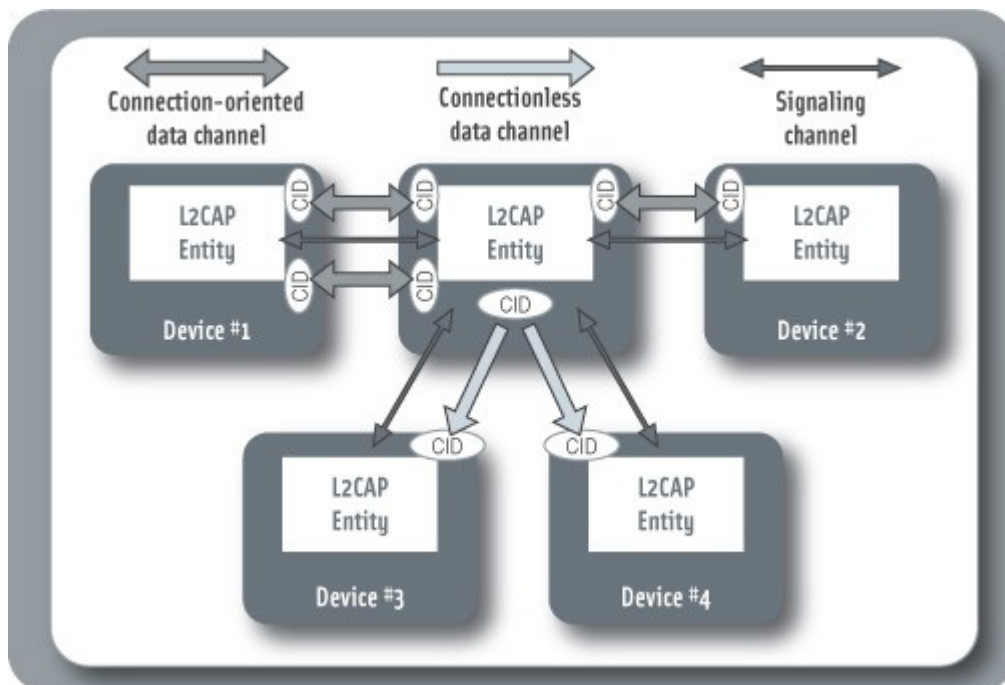 Connection-oriented
data channel
Connectionless
data channel
Signaling
channel
CID
CID
CID
CID
L2CAP
Entity
L2CAP
Entity
L2CAP
Entity
CID
CID
CID
Device #1
Device #2
CID
CID
L2CAP
Entity
L2CAP
Entity
Device #3
Device #4